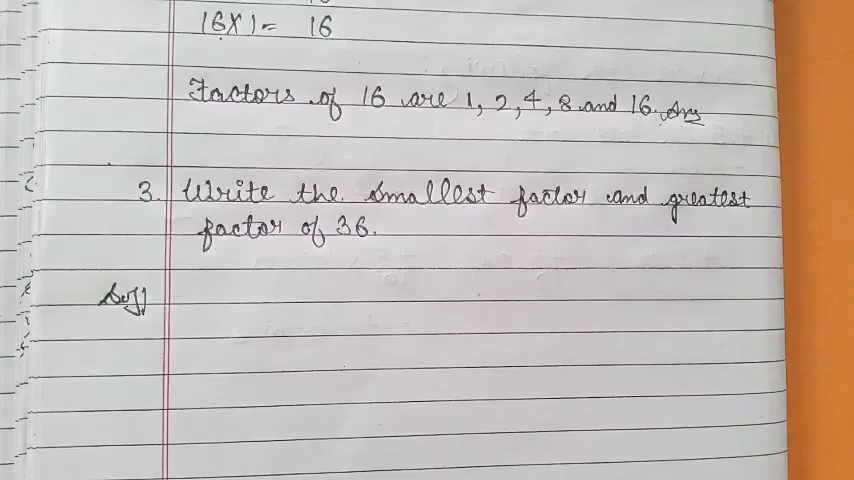 16×1= 16
Factors of 16 are 1, 2, 4, 8 and 16. Ans
3. Write the smallest factor and greatest
factor of 36.